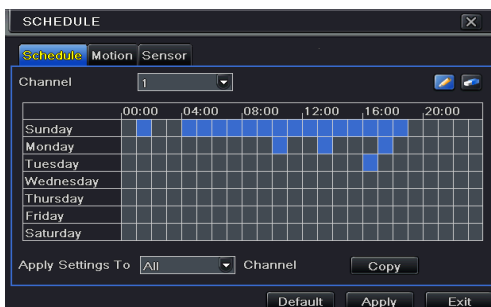 SCHEDULE
Schedule Motion Sensor
Channel 1
00:00 04:00 08:00 12:00 16:00 20:00
Sunday
Monday
Tuesday
Wednesday
Thursday
Friday
Saturday
Apply Settings To All Channel Copy
Default Apply Exit